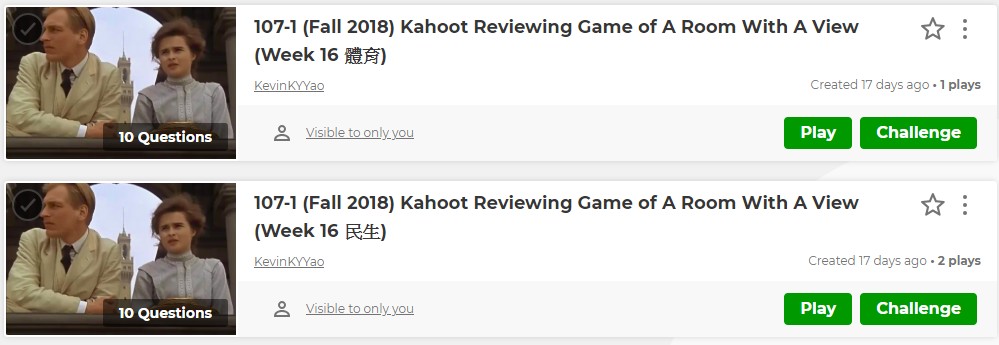 107-1 (Fall 2018) Kahoot Reviewing Game of A Room With A View
(Week 16 體育)
KevinKYYao
Created 17 days ago • 1 plays
10 Questions
Visible to only you
Play
Challenge
107-1 (Fall 2018) Kahoot Reviewing Game of A Room With A View
(Week 16 民生)
KevinKYYao
Created 17 days ago • 2 plays
10 Questions
Visible to only you
Play
Challenge